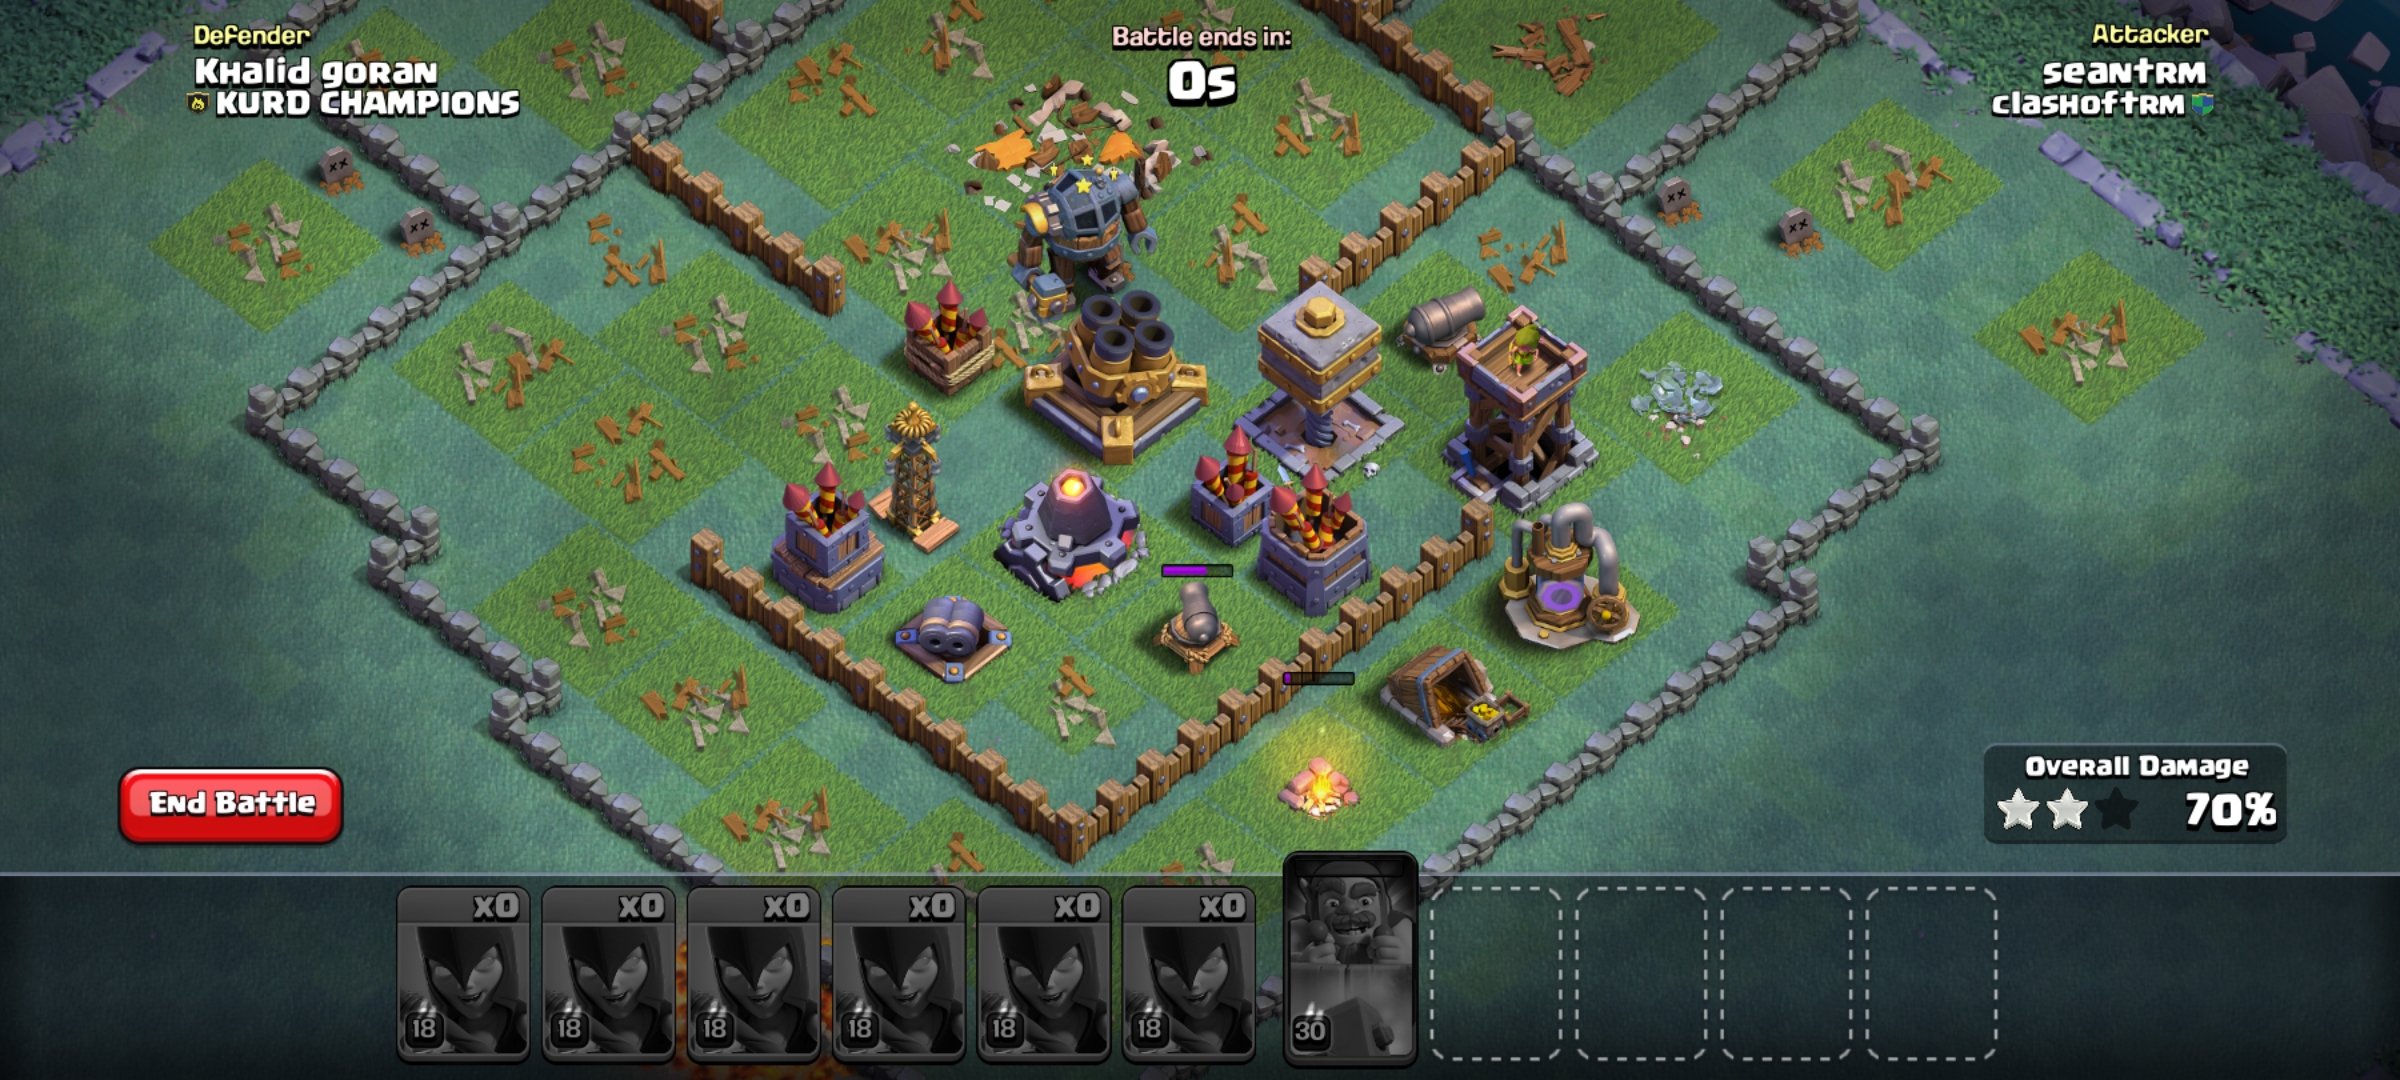 Defender
Khalid goran
KURD CHAMPIONS
Battle ends in:
0s
Attacker
seantrm
clashoftrm
End Battle
Overall Damage
70%
x0
x0
x0
x0
x0
x0
18
18
18
18
18
18
30